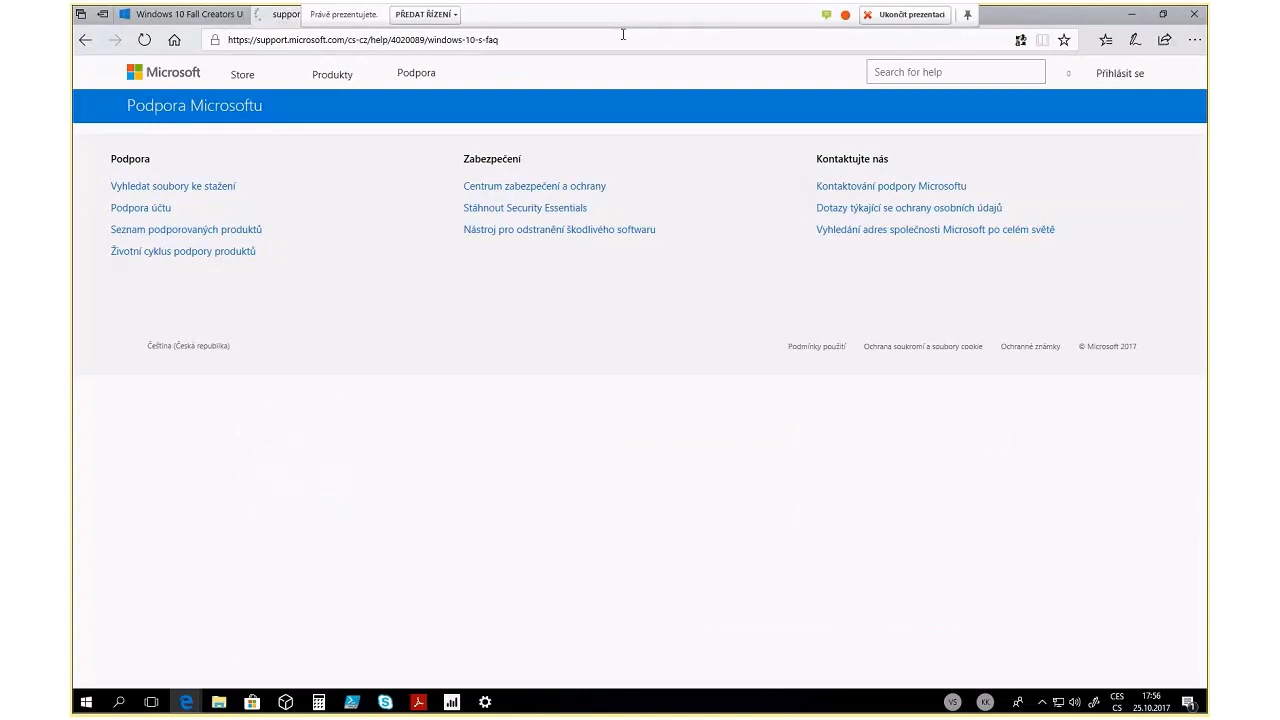 Windows 10 Fall Creators U
suppor
Právě prezentujete.
PŘEDAT ŘÍZENÍ
Ukončit prezentaci
https://support.microsoft.com/cs-cz/help/4020089/windows-10-s-faq
Microsoft
Store
Produkty
Podpora
Search for help
0
Přihlásit se
Podpora Microsoftu
Podpora
Vyhledat soubory ke stažení
Podpora účtu
Seznam podporovaných produktů
Životní cyklus podpory produktů
Zabezpečení
Centrum zabezpečení a ochrany
Stáhnout Security Essentials
Nástroj pro odstranění škodlivého softwaru
Kontaktujte nás
Kontaktování podpory Microsoftu
Dotazy týkající se ochrany osobních údajů
Vyhledání adres společnosti Microsoft po celém světě
Čeština (Česká republika)
Podmínky použití
Ochrana soukromí a soubory cookie
Ochranné známky
© Microsoft 2017
VS
KK
CES
CS
17:56
25.10.2017
1